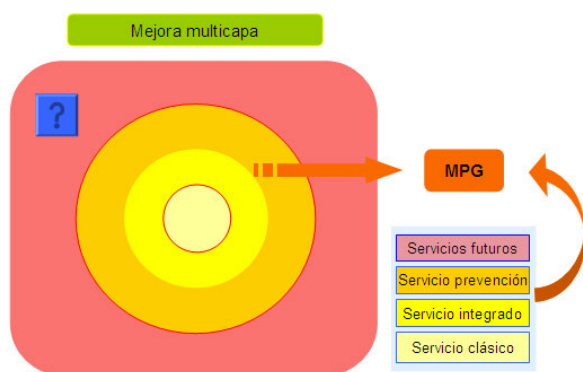 Mejora multicapa
?
MPG
Servicios futuros
Servicio prevención
Servicio integrado
Servicio clásico